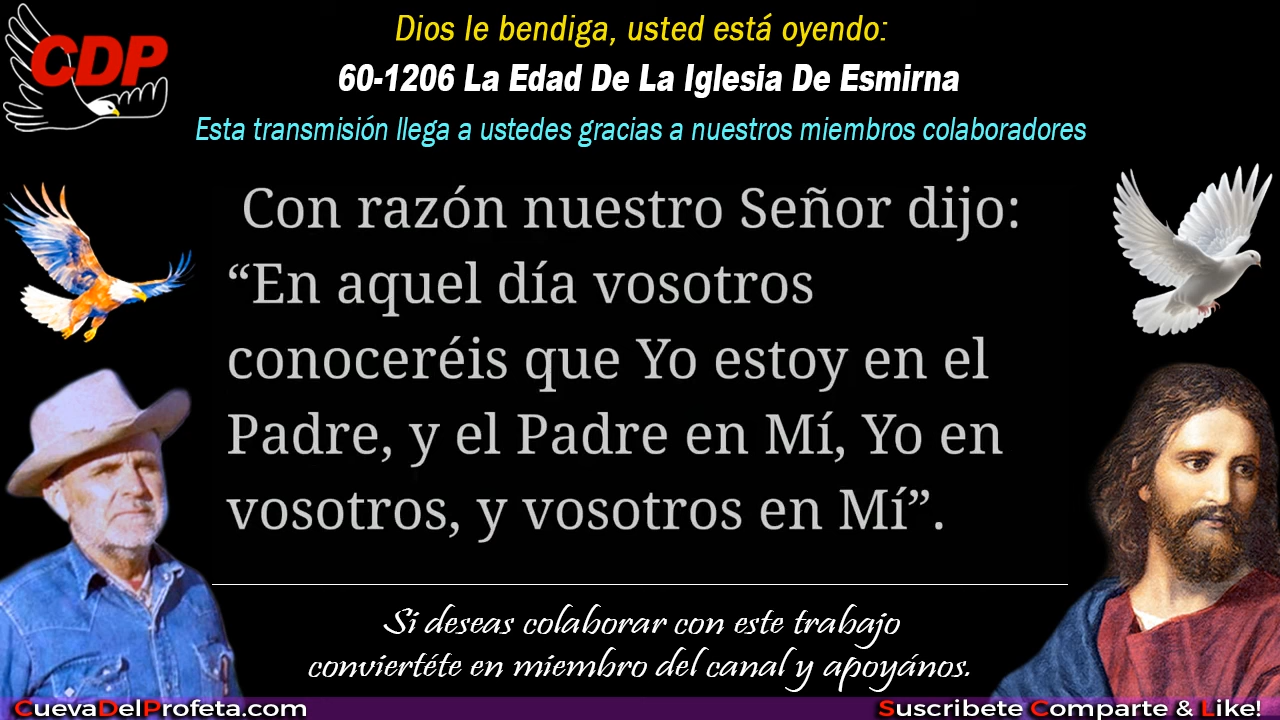 CDP
Dios le bendiga, usted está oyendo:
60-1206 La Edad De La Iglesia De Esmirna
Esta transmisión llega a ustedes gracias a nuestros miembros colaboradores
Con razón nuestro Señor dijo:
“En aquel día vosotros
conoceréis que Yo estoy en el
Padre, y el Padre en Mí, Yo en
vosotros, y vosotros en Mí”.
Si deseas colaborar con este trabajo
conviertéte en miembro del canal y apoyános.
CuevaDelProfeta.com
Suscribete Comparte & Like!